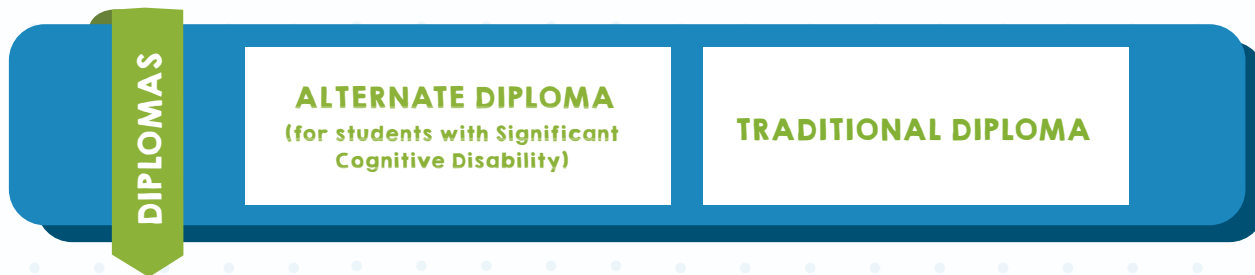 DIPLOMAS
ALTERNATE DIPLOMA
(for students with Significant
Cognitive Disability)
TRADITIONAL DIPLOMA